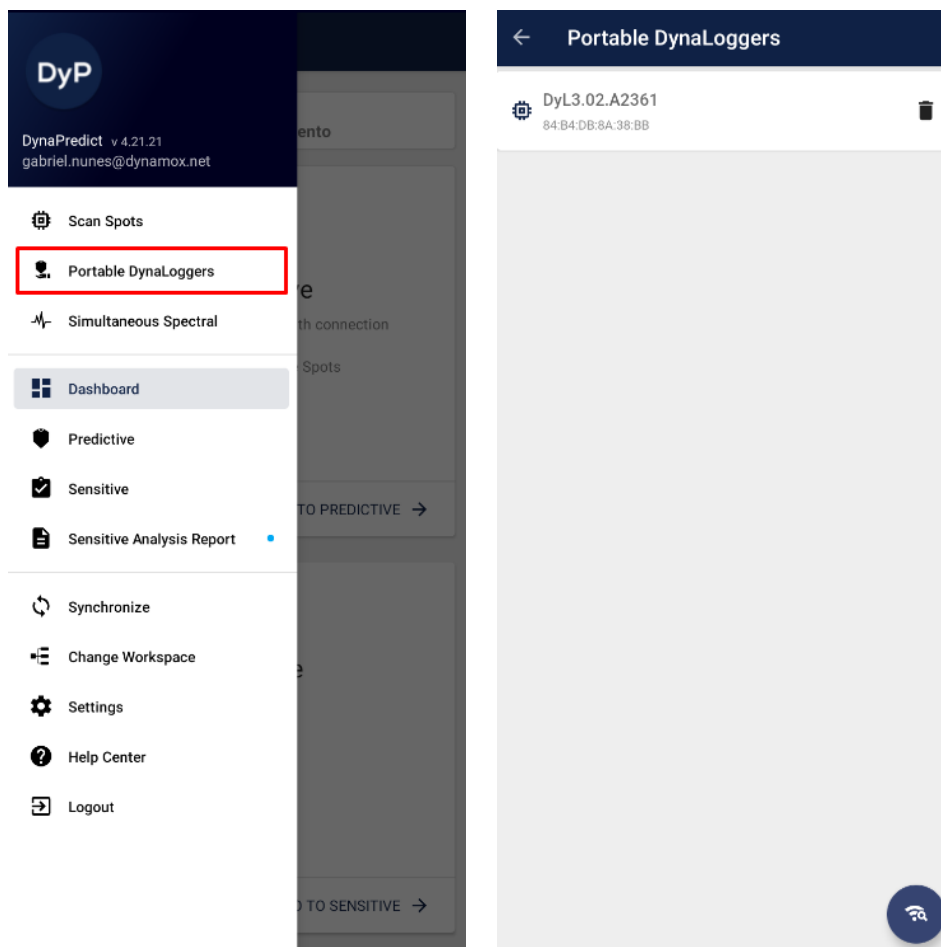 DyP
DynaPredict v 4.21.21
gabriel.nunes@dynamox.net
Scan Spots
Portable DynaLoggers
Simultaneous Spectral
Dashboard
Predictive
Sensitive
Sensitive Analysis Report
Synchronize
Change Workspace
Settings
Help Center
Logout
ento
e
th connection
Spots
TO PREDICTIVE
e
TO SENSITIVE
Portable DynaLoggers
DyL3.02.A2361
84:B4:DB:8A:38:BB